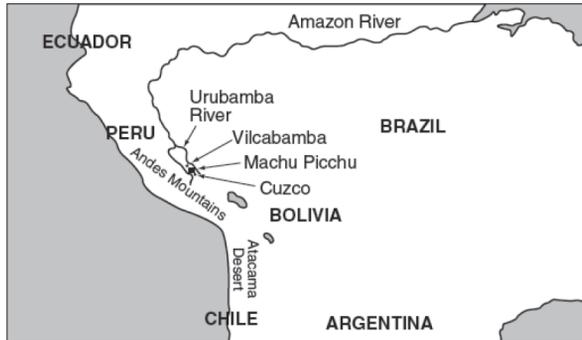 Amazon River
ECUADOR
Urubamba
River
PERU
BRAZIL
Vilcabamba
Machu Picchu
Andes Mountains
Cuzco
BOLIVIA
Atacama
Desert
CHILE
ARGENTINA